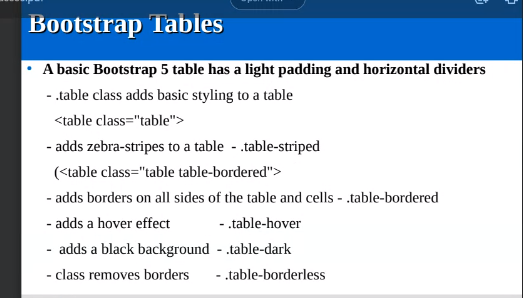 Bootstrap Tables
• A basic Bootstrap 5 table has a light padding and horizontal dividers
- .table class adds basic styling to a table
<table class="table">
- adds zebra-stripes to a table - .table-striped
(<table class="table table-bordered">
- adds borders on all sides of the table and cells - .table-bordered
- adds a hover effect - .table-hover
- adds a black background - .table-dark
- class removes borders - .table-borderless